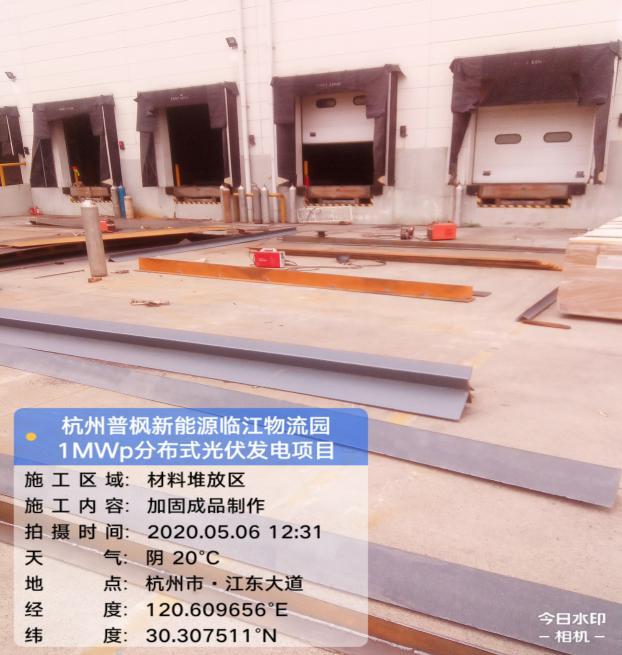 杭州普枫新能源临江物流园
1MWp分布式光伏发电项目
施工区域: 材料堆放区
施工内容: 加固成品制作
拍摄时间: 2020.05.06 12:31
天气: 阴 20°C
地点: 杭州市·江东大道
经度: 120.609656°E
纬度: 30.307511°N
今日水印
-相机-